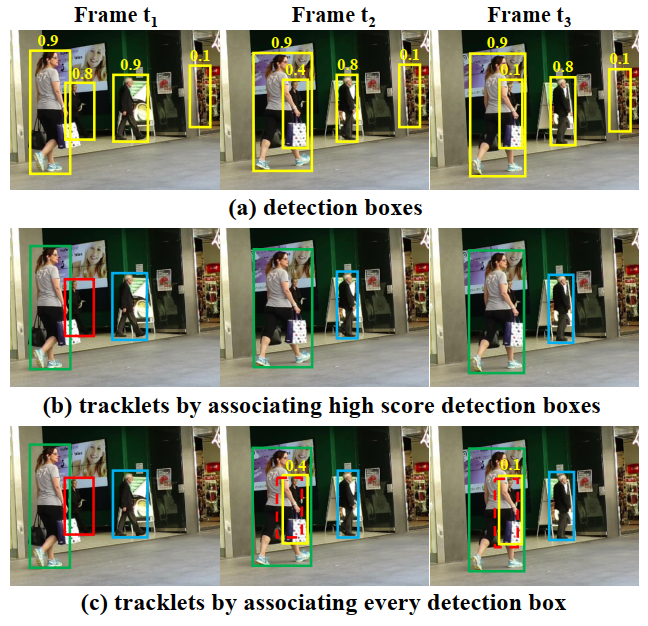 Frame t1 Frame t2 Frame t3
0.9 0.8 0.9 0.1 0.9 0.4 0.8 0.1 0.9 0.1 0.8 0.1
(a) detection boxes
(b) tracklets by associating high score detection boxes
0.4 0.1
(c) tracklets by associating every detection box